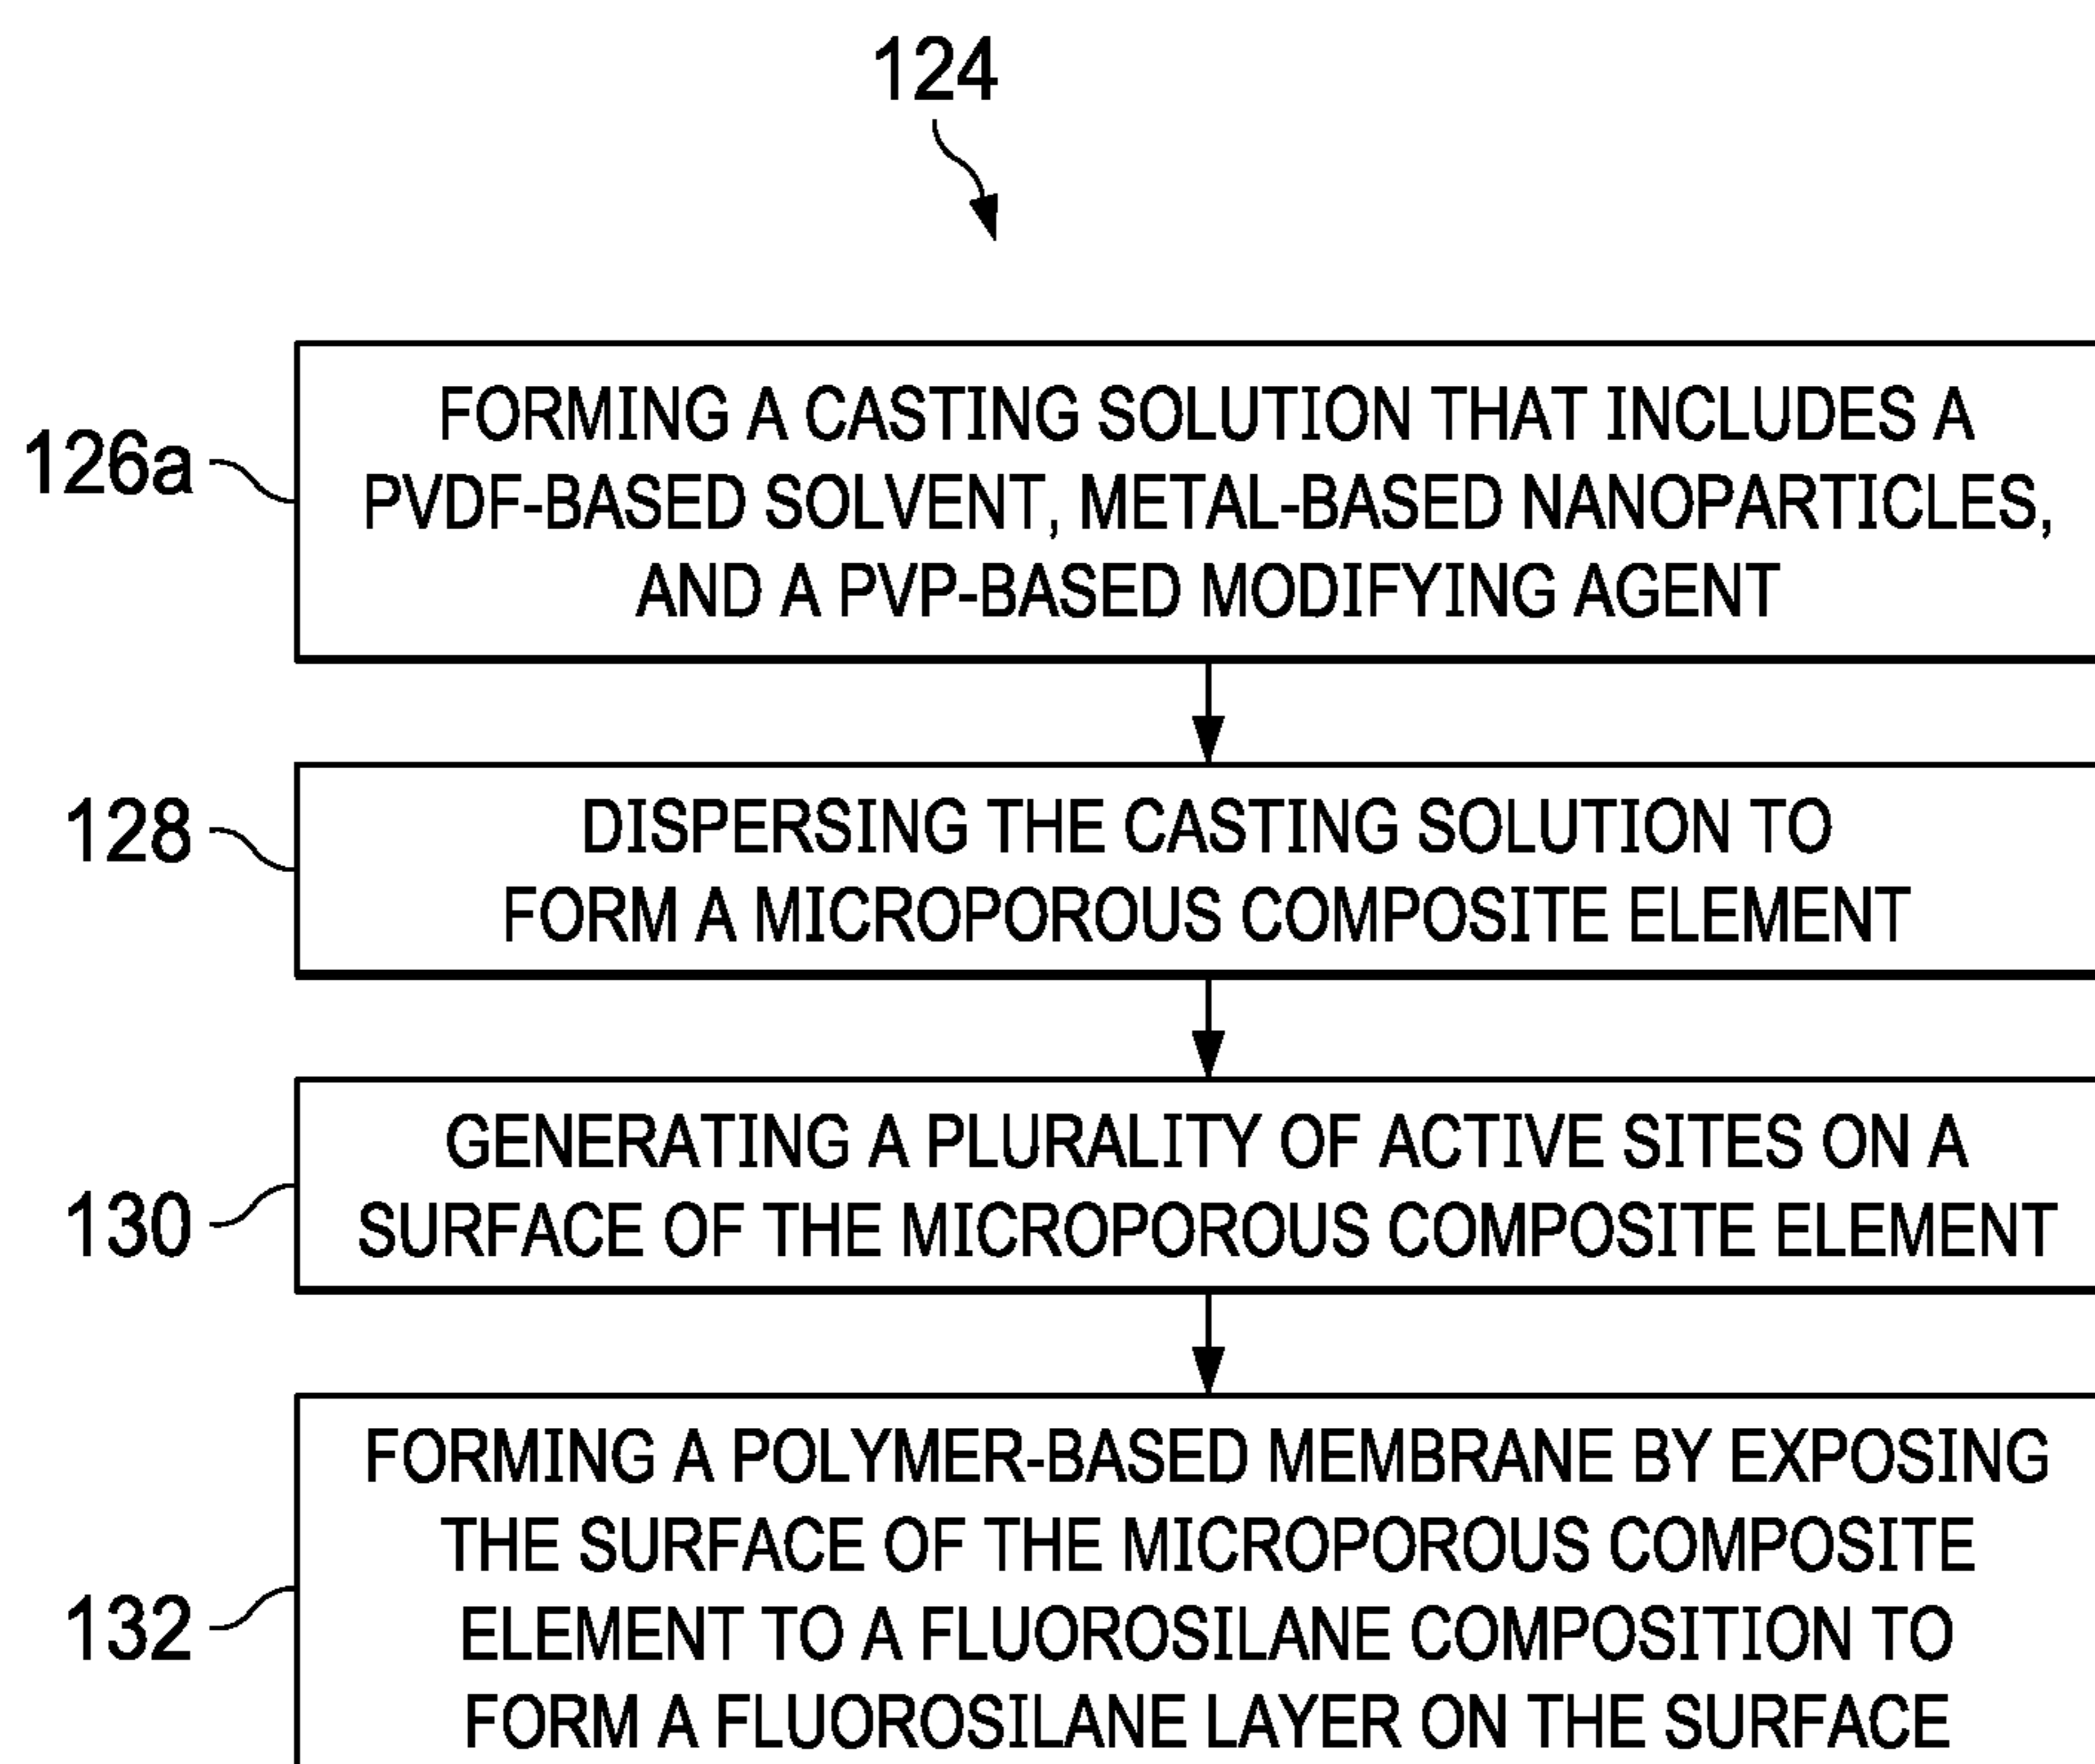 124
126a
FORMING A CASTING SOLUTION THAT INCLUDES A
PVDF-BASED SOLVENT, METAL-BASED NANOPARTICLES,
AND A PVP-BASED MODIFYING AGENT
128
DISPERSING THE CASTING SOLUTION TO
FORM A MICROPOROUS COMPOSITE ELEMENT
130
GENERATING A PLURALITY OF ACTIVE SITES ON A
SURFACE OF THE MICROPOROUS COMPOSITE ELEMENT
132
FORMING A POLYMER-BASED MEMBRANE BY EXPOSING
THE SURFACE OF THE MICROPOROUS COMPOSITE
ELEMENT TO A FLUOROSILANE COMPOSITION TO
FORM A FLUOROSILANE LAYER ON THE SURFACE